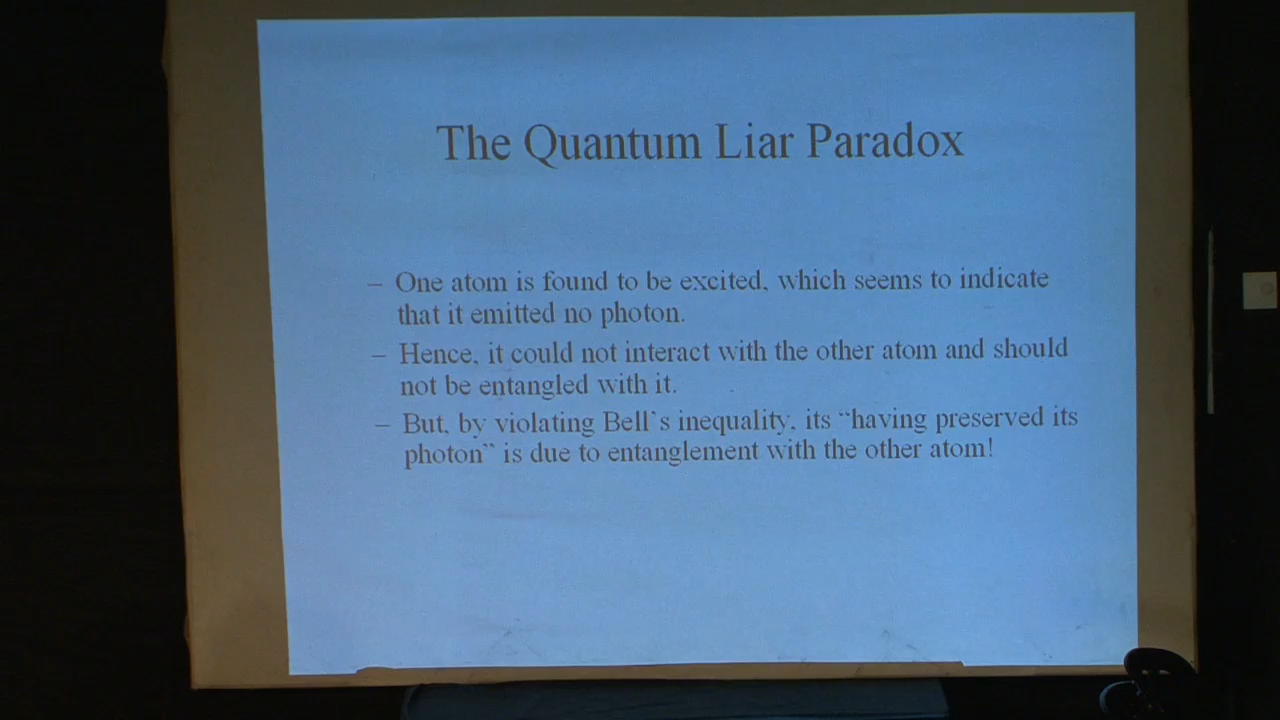 The Quantum Liar Paradox
– One atom is found to be excited, which seems to indicate
that it emitted no photon.
– Hence, it could not interact with the other atom and should
not be entangled with it.
– But, by violating Bell's inequality, its “having preserved its
photon” is due to entanglement with the other atom!